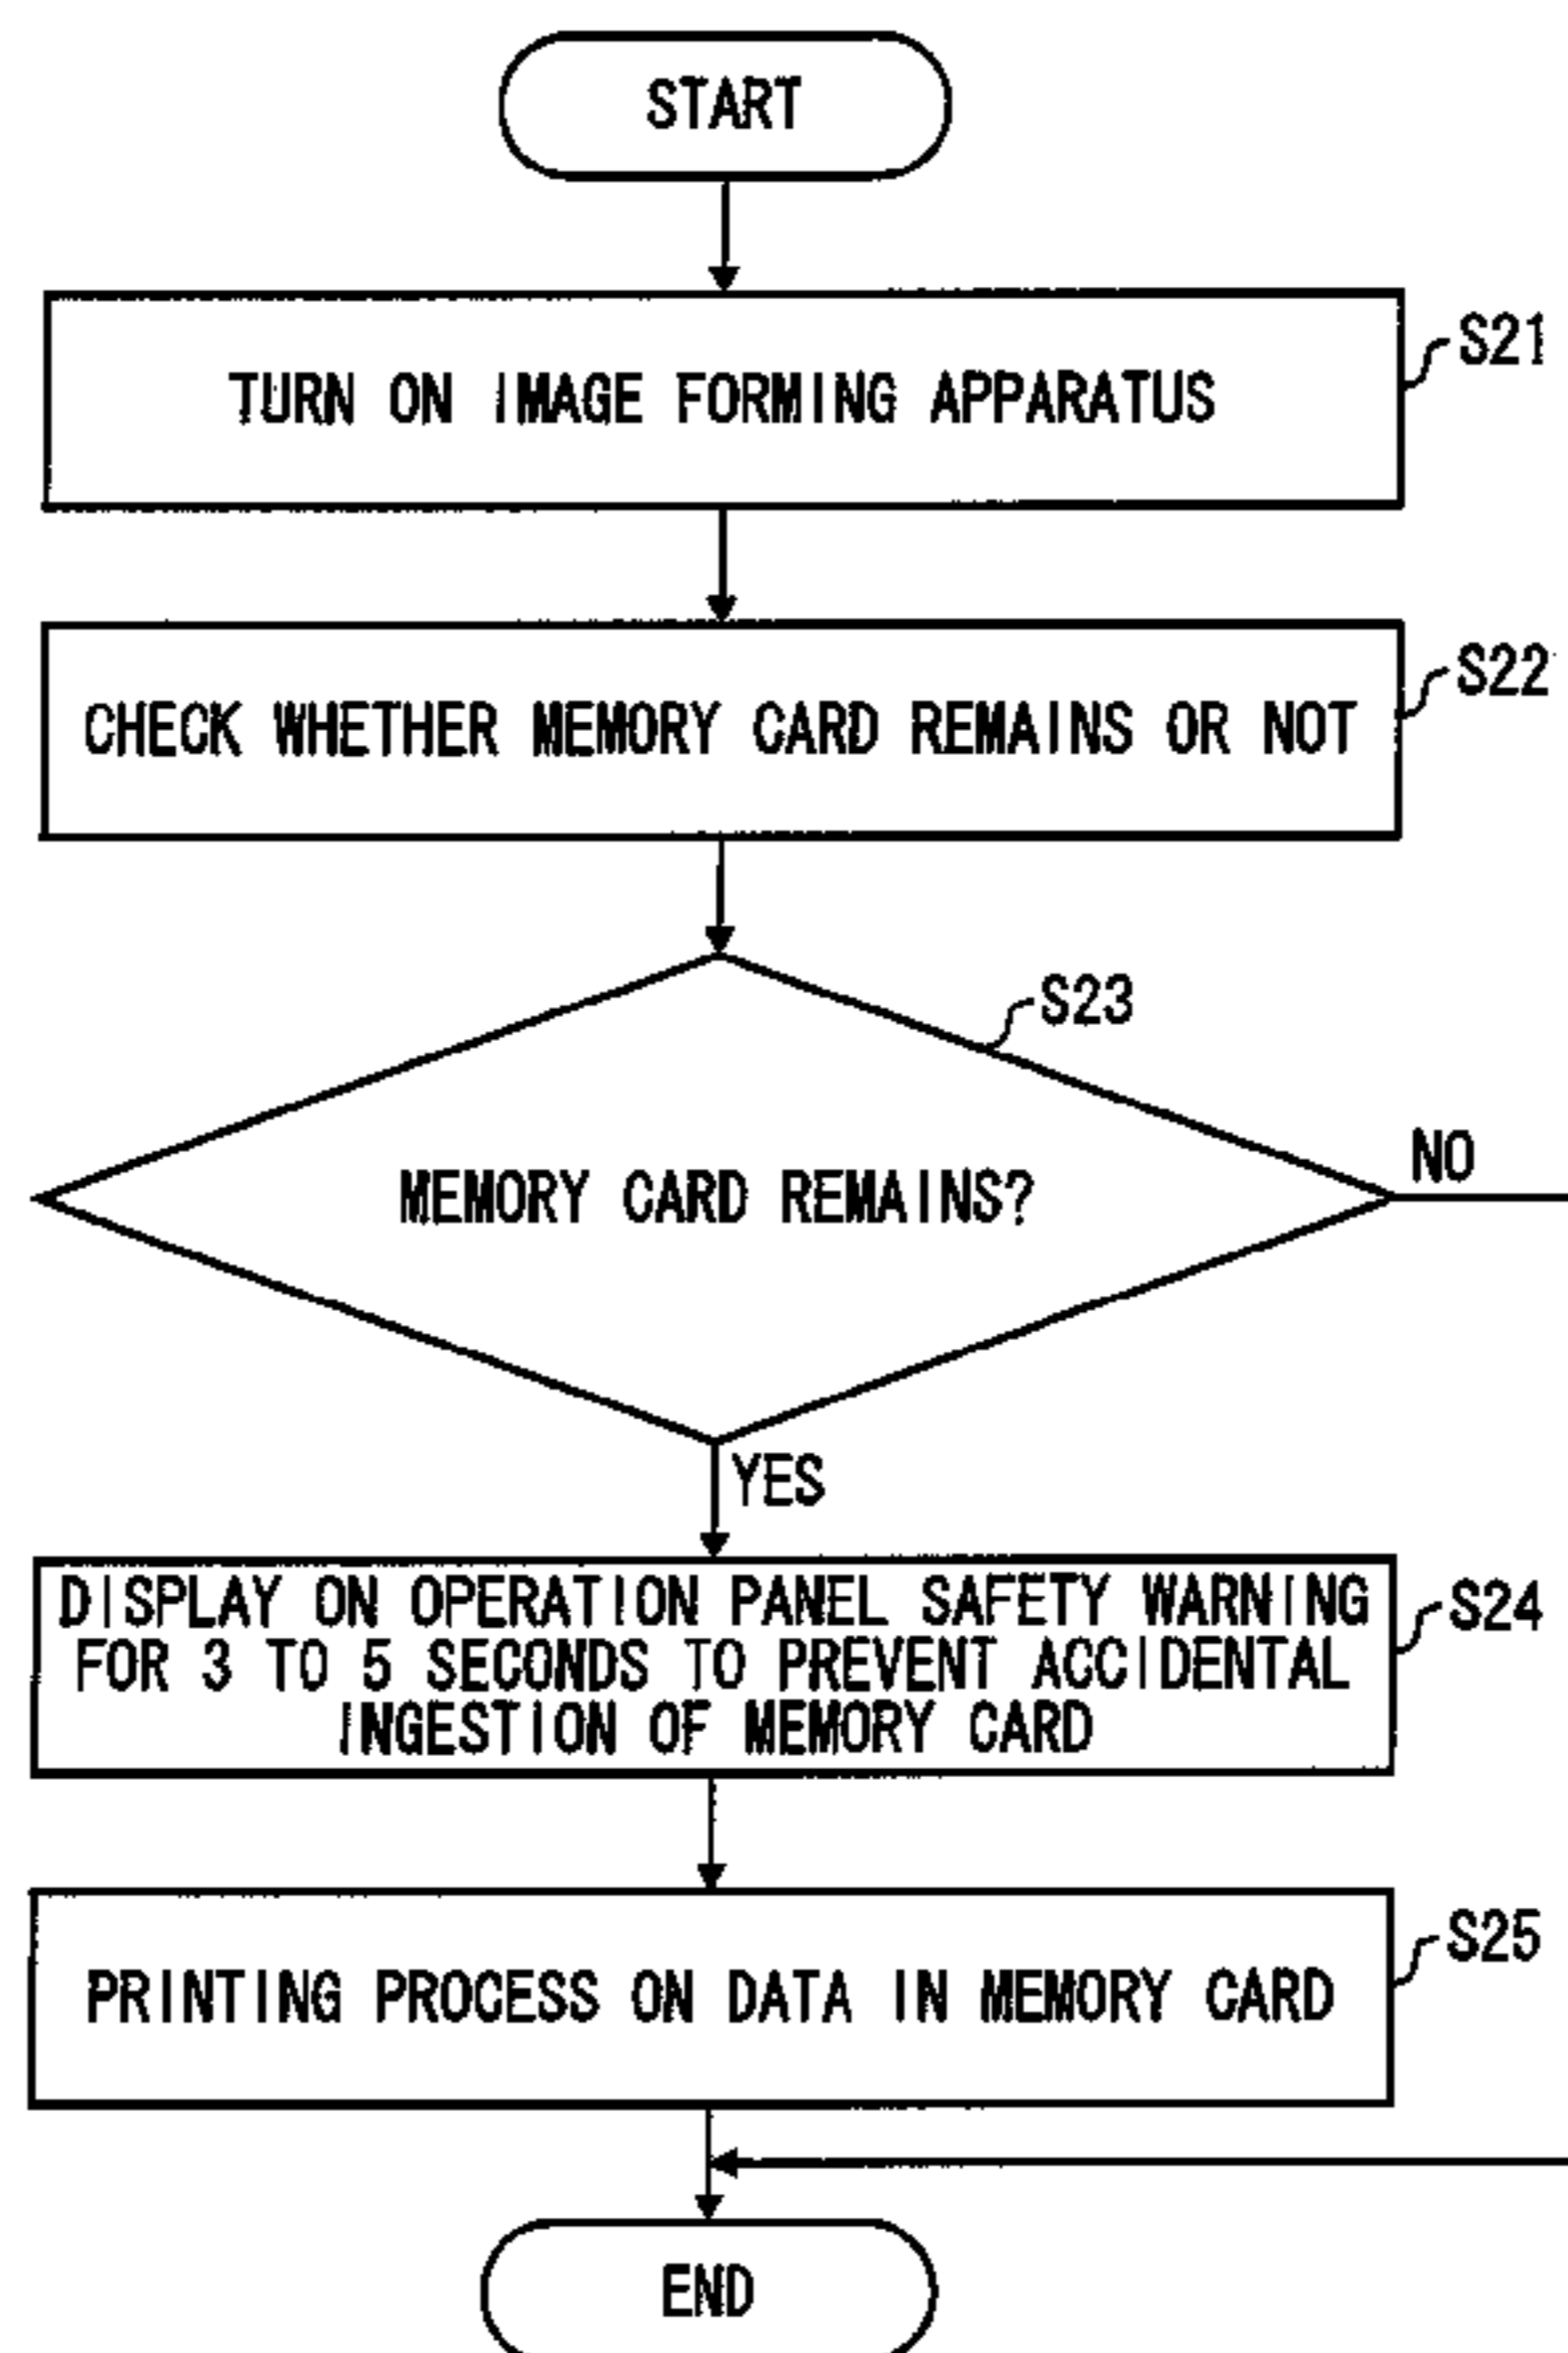 START
TURN ON IMAGE FORMING APPARATUS
S21
CHECK WHETHER MEMORY CARD REMAINS OR NOT
S22
S23
MEMORY CARD REMAINS?
NO
YES
DISPLAY ON OPERATION PANEL SAFETY WARNING
FOR 3 TO 5 SECONDS TO PREVENT ACCIDENTAL
INGESTION OF MEMORY CARD
S24
PRINTING PROCESS ON DATA IN MEMORY CARD
S25
END